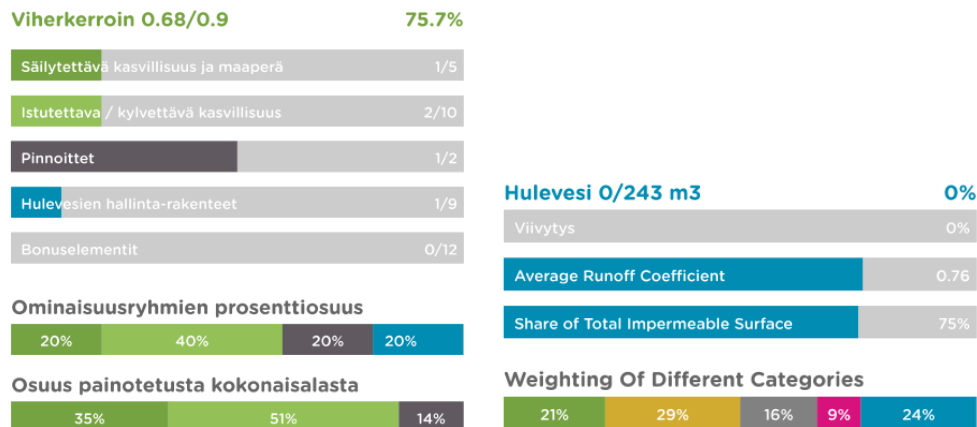 Viherkerroin 0.68/0.9 75.7%
Säilytettävä kasvillisuus ja maaperä 1/5
Istutettava / kylvettävä kasvillisuus 2/10
Pinnoittet 1/2
Hulevesien hallinta-rakenteet 1/9
Bonuselementit 0/12
Ominaisuusryhmien prosenttiosuus
20% 40% 20% 20%
Osuus painotetusta kokonaisalasta
35% 51% 14%
Hulevesi 0/243 m3 0%
Viivytys 0%
Average Runoff Coefficient 0.76
Share of Total Impermeable Surface 75%
Weighting Of Different Categories
21% 29% 16% 9% 24%